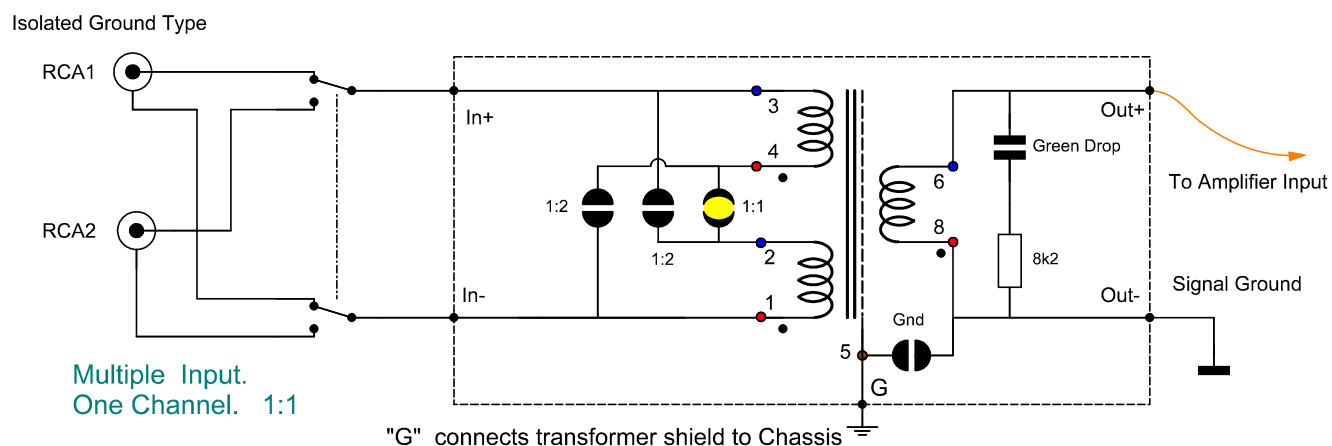 Isolated Ground Type
RCA1
RCA2
In+
In-
3
4
1:2
1:2
1:1
2
1
6
8
5
Gnd
G
Green Drop
8k2
Out+
Out-
To Amplifier Input
Signal Ground
Multiple Input.
One Channel. 1:1
"G" connects transformer shield to Chassis